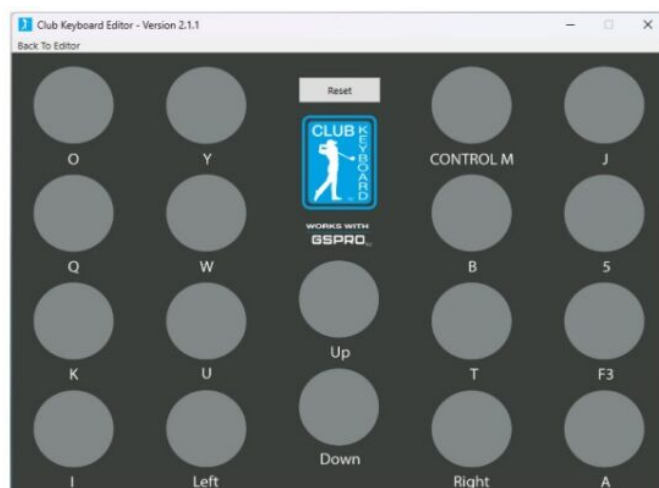 Club Keyboard Editor - Version 2.1.1
Back To Editor
Reset
CLUB KEYBOARD
O Y CONTROL M J
WORKS WITH
GSPRO
Q W B 5
Up
K U T F3
Down
I Left Right A